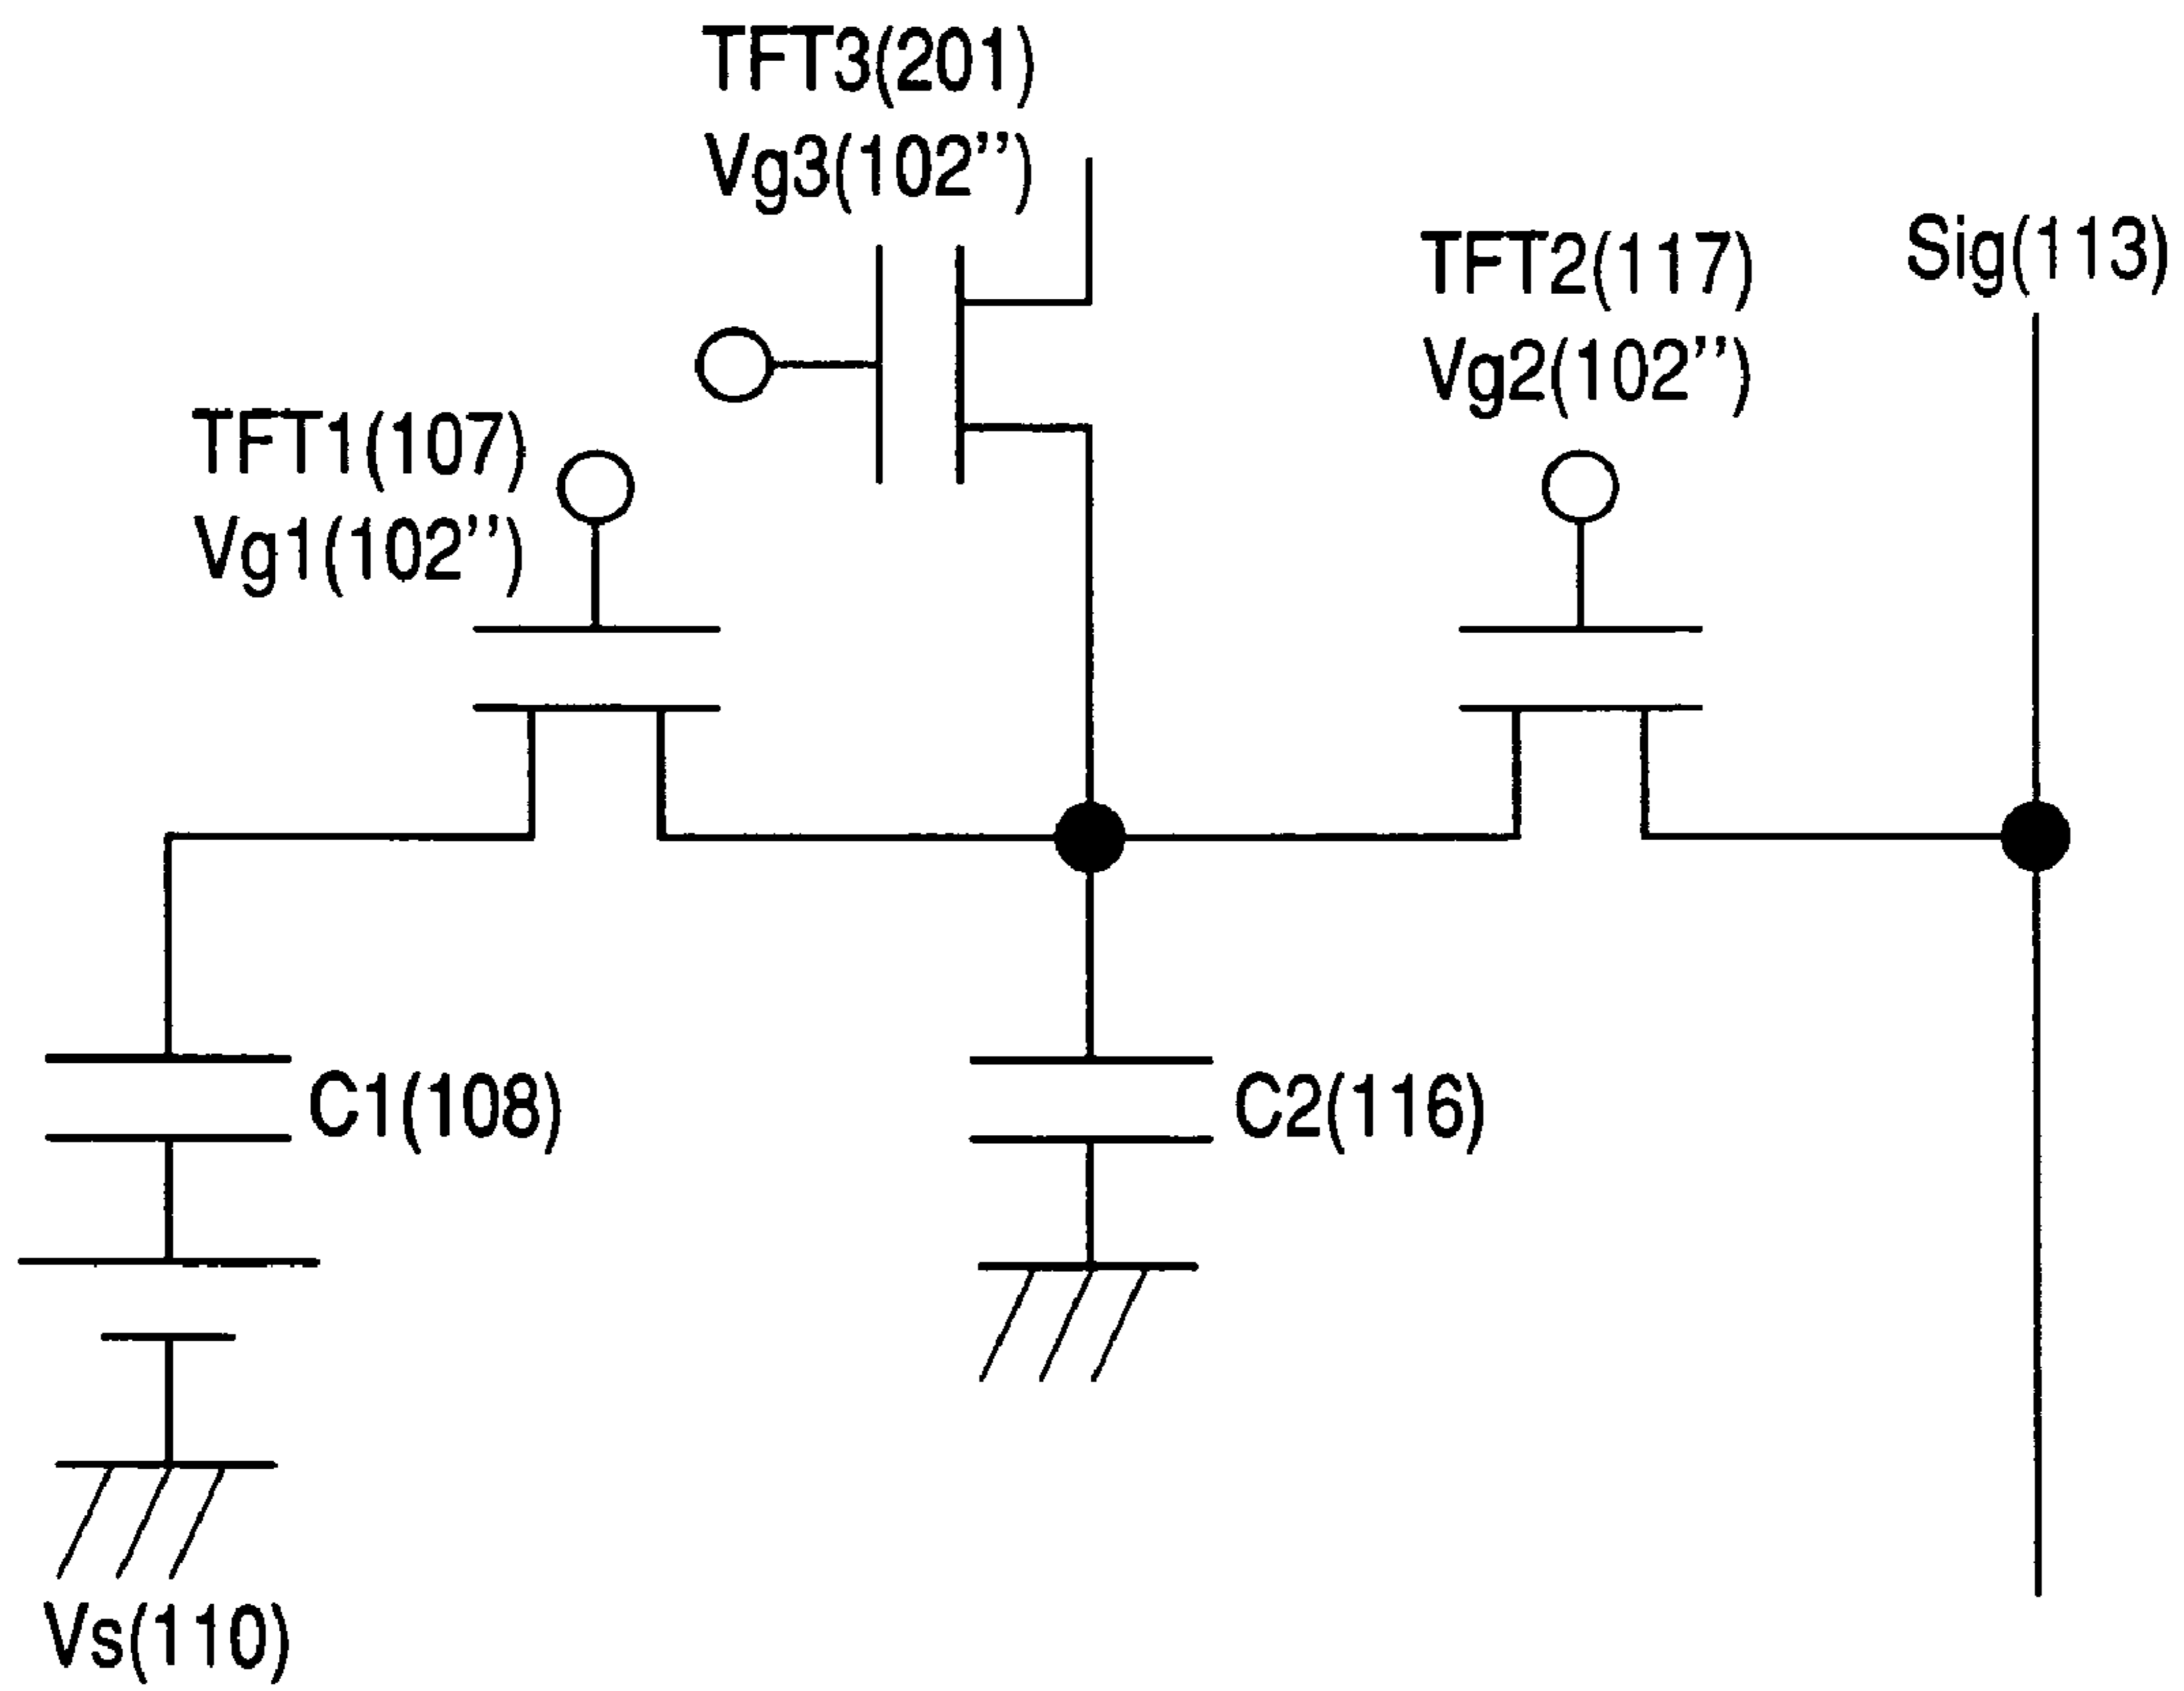 TFT3(201)
Vg3(102”)
TFT2(117)
Vg2(102”)
Sig(113)
TFT1(107)
Vg1(102”)
C1(108)
C2(116)
Vs(110)